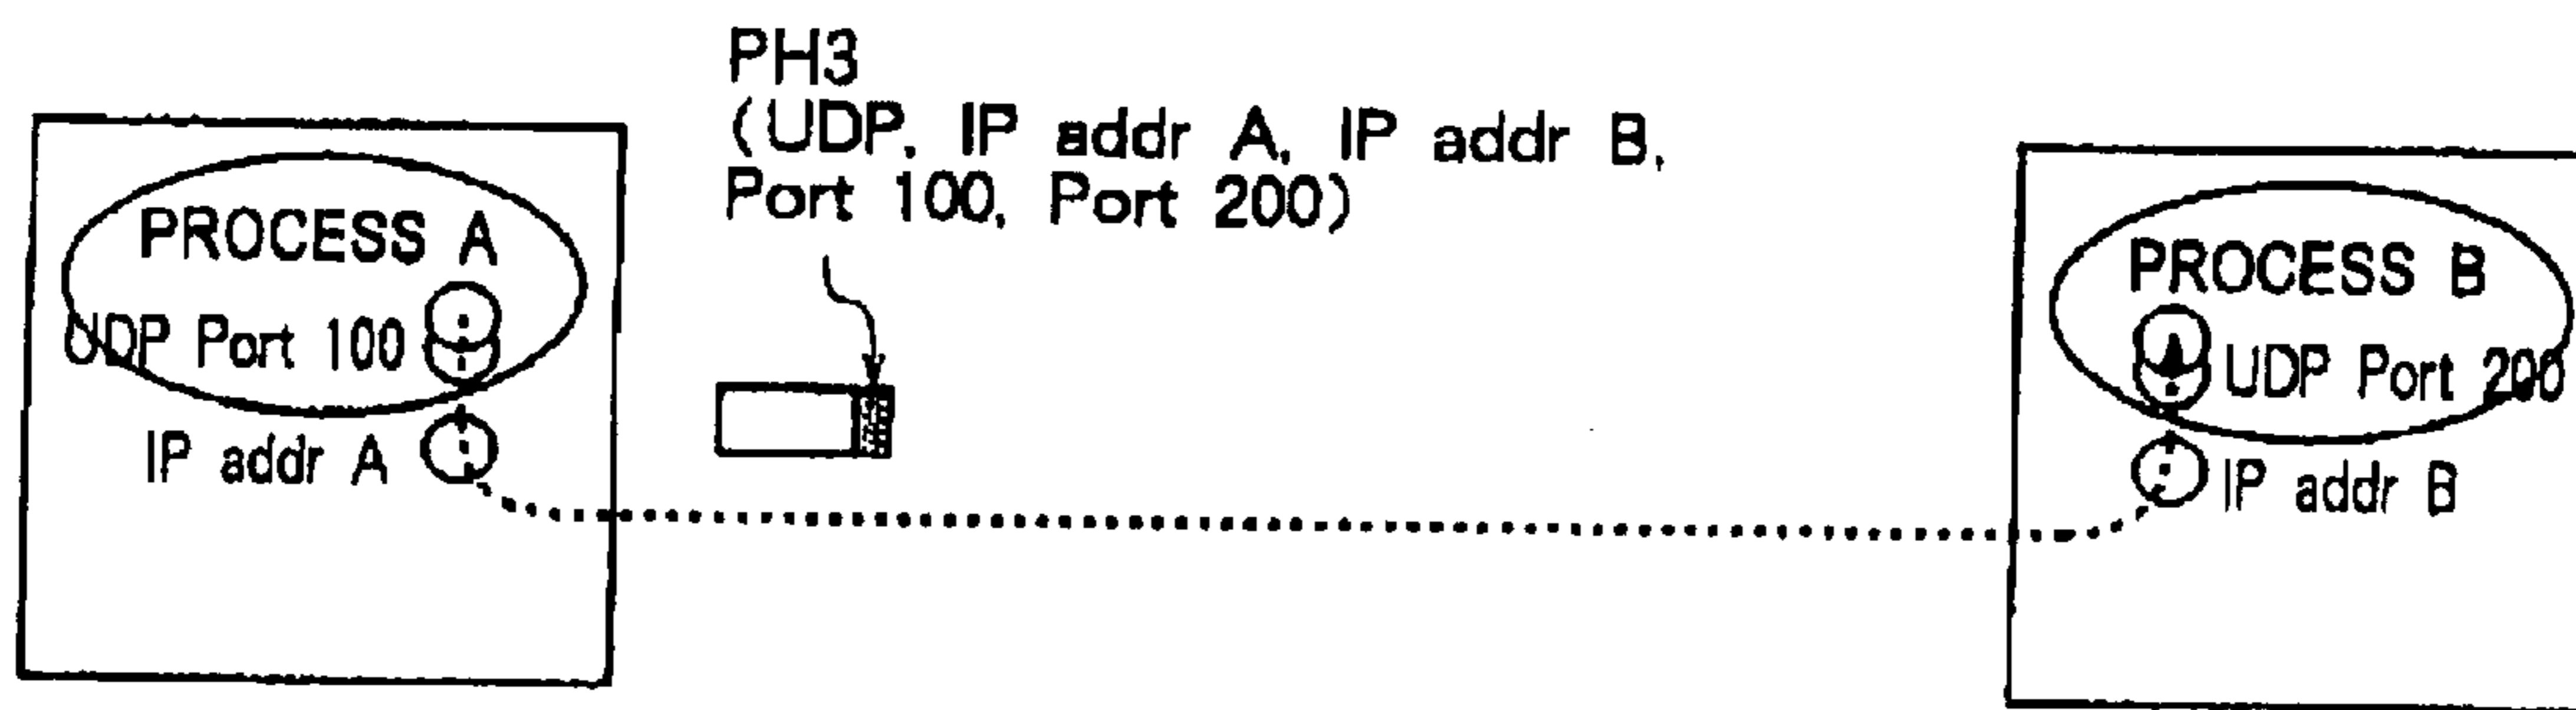 PH3
(UDP, IP addr A, IP addr B,
Port 100, Port 200)
PROCESS A
UDP Port 100
IP addr A
PROCESS B
UDP Port 200
IP addr B